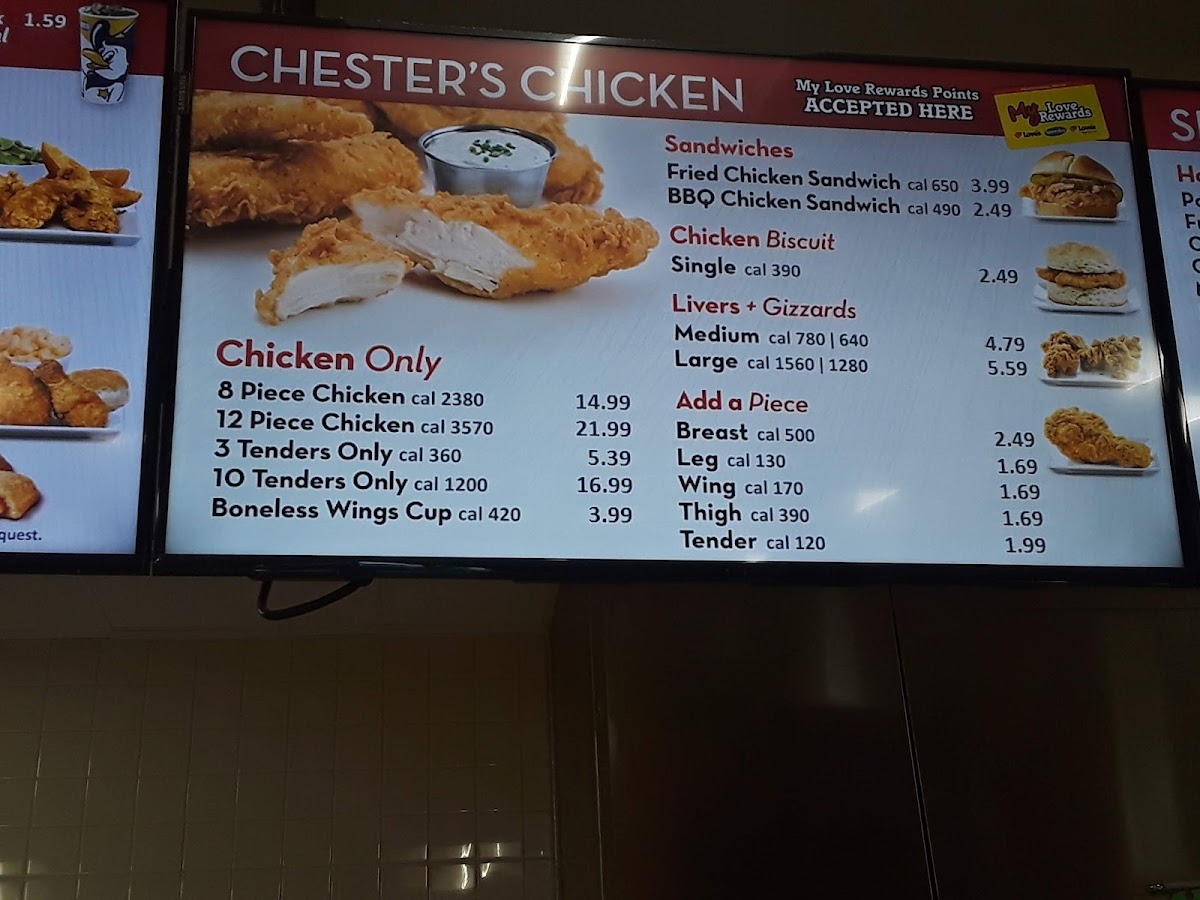 1.59
CHESTER'S CHICKEN
My Love Rewards Points
ACCEPTED HERE
My Love Rewards
Chicken Only
8 Piece Chicken cal 2380 14.99
12 Piece Chicken cal 3570 21.99
3 Tenders Only cal 360 5.39
10 Tenders Only cal 1200 16.99
Boneless Wings Cup cal 420 3.99
Sandwiches
Fried Chicken Sandwich cal 650 3.99
BBQ Chicken Sandwich cal 490 2.49
Chicken Biscuit
Single cal 390 2.49
Livers + Gizzards
Medium cal 780 | 640 4.79
Large cal 1560 | 1280 5.59
Add a Piece
Breast cal 500 2.49
Leg cal 130 1.69
Wing cal 170 1.69
Thigh cal 390 1.69
Tender cal 120 1.99
quest.